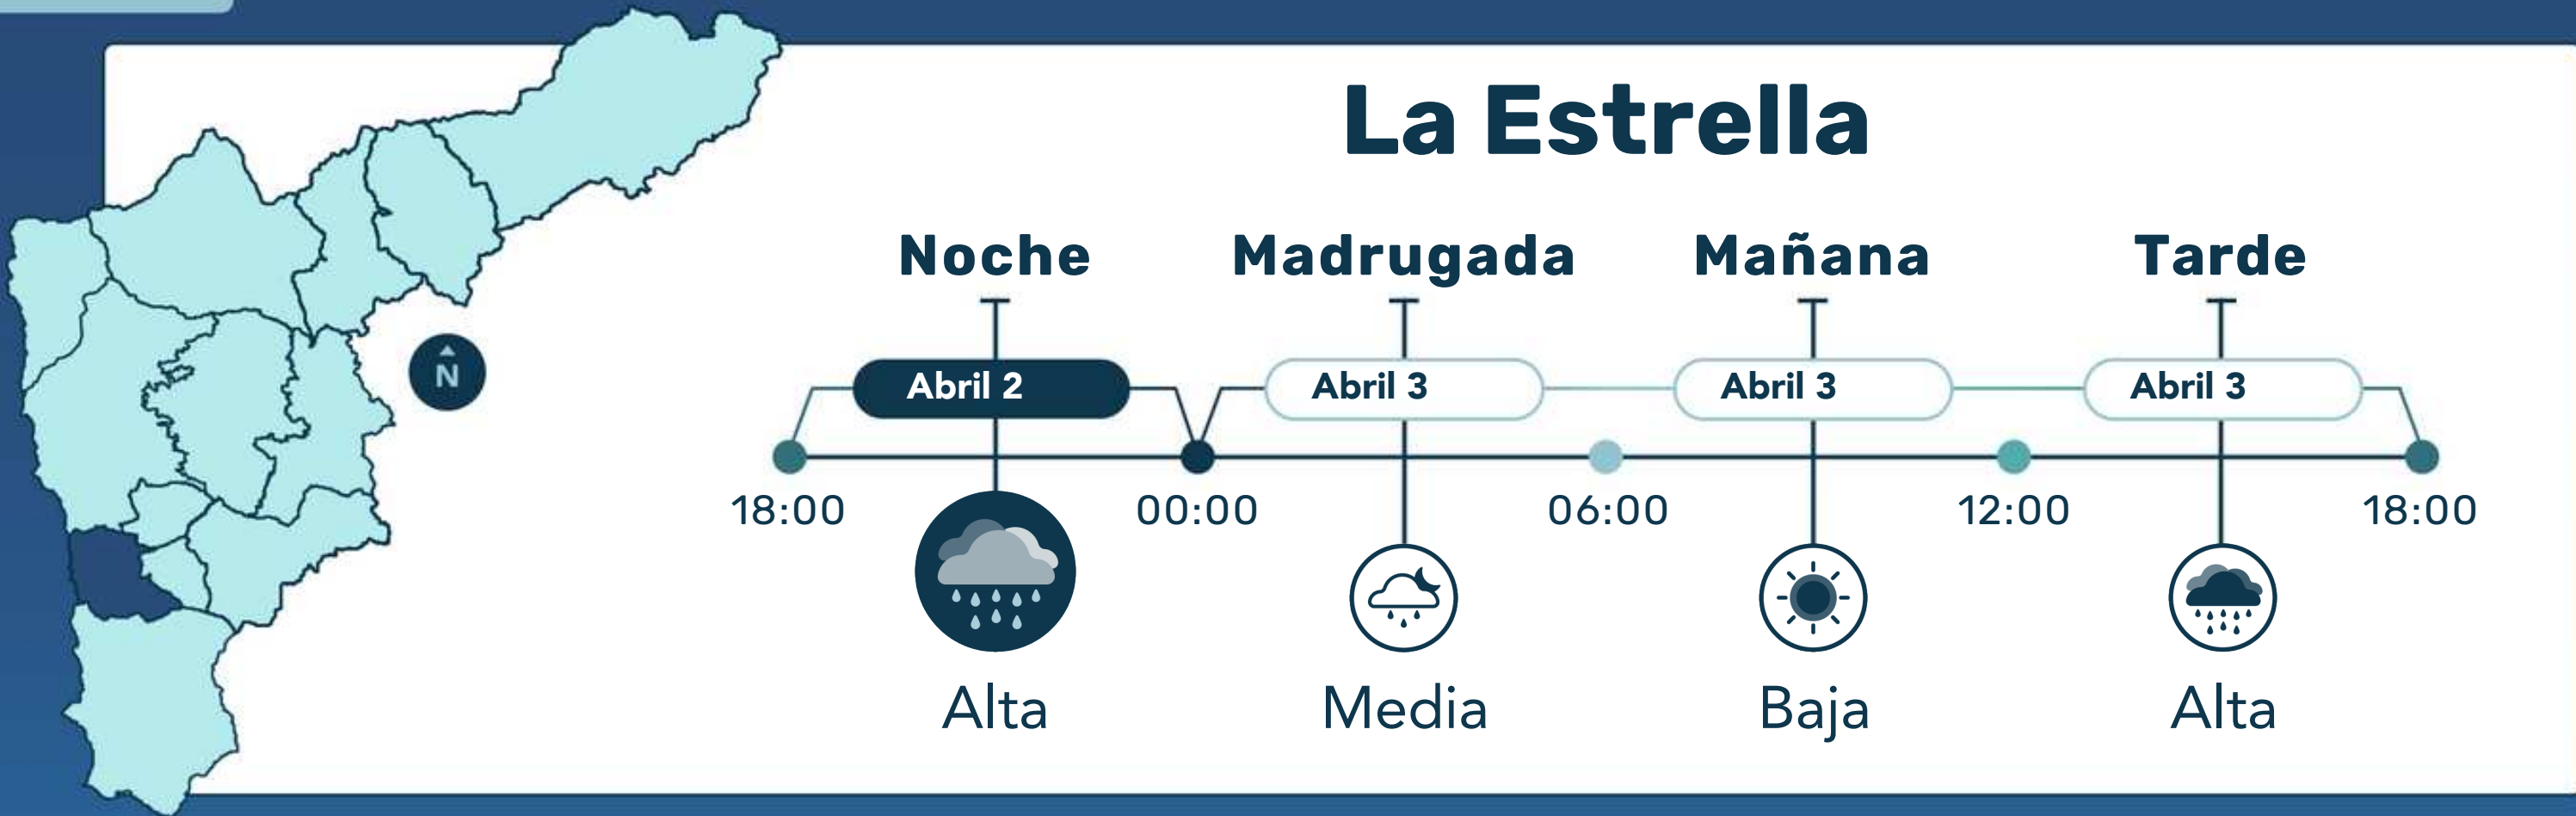 La Estrella
Noche Madrugada Mañana Tarde
Abril 2 Abril 3 Abril 3 Abril 3
N
18:00 00:00 06:00 12:00 18:00
Alta Media Baja Alta